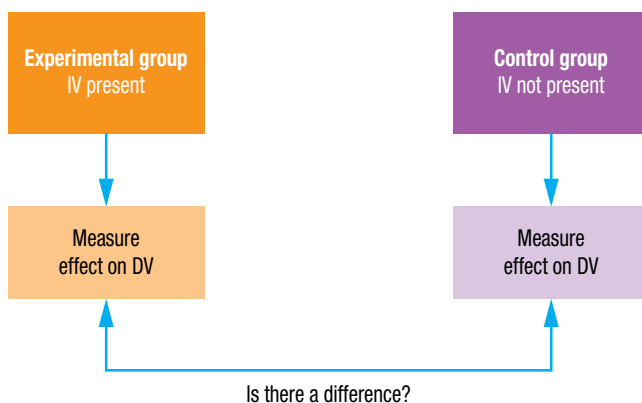 Experimental group
IV present
Control group
IV not present
Measure
effect on DV
Measure
effect on DV
Is there a difference?